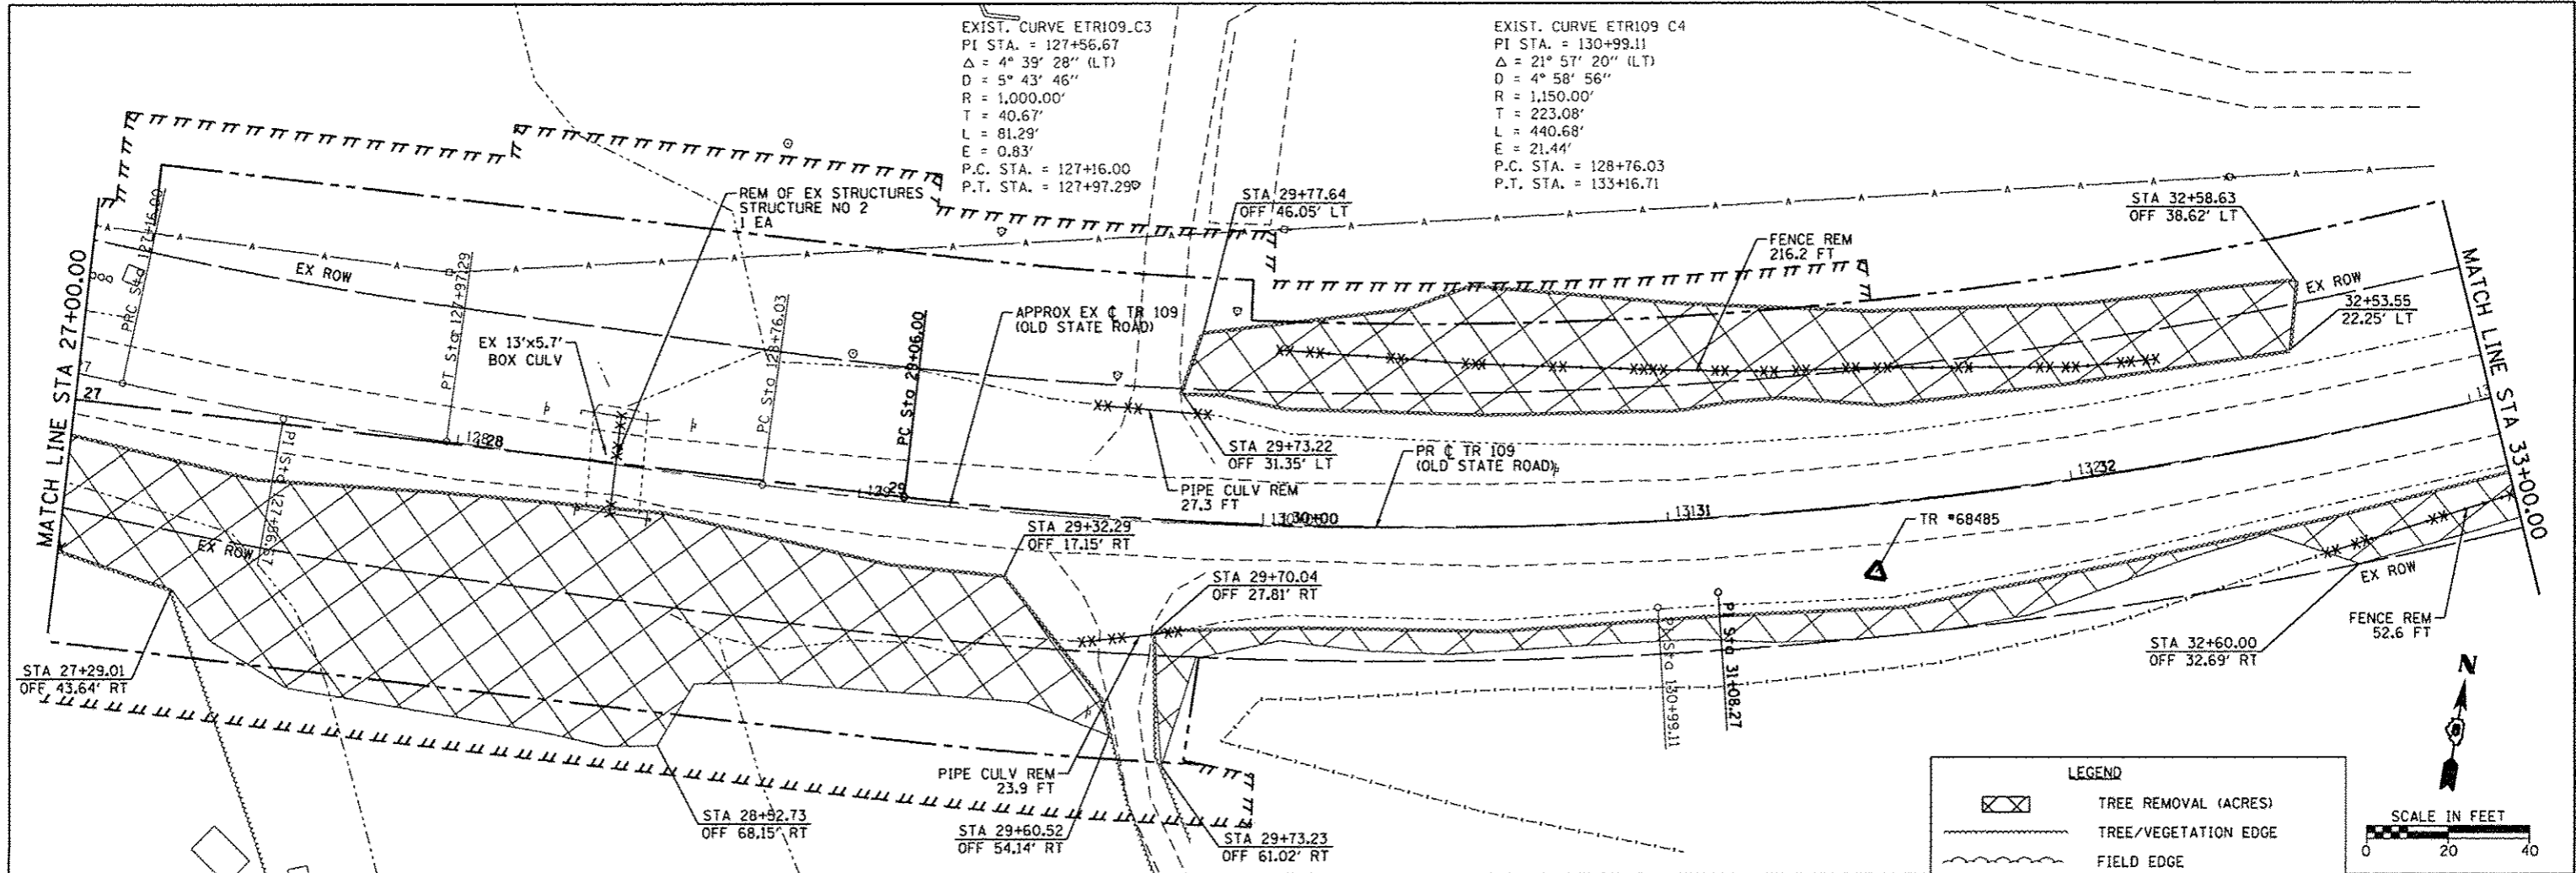 EXIST. CURVE ETR109_C3
PI STA. = 127+56.67
Δ = 4° 39' 28'' (LT)
D = 5° 43' 46''
R = 1,000.00'
T = 40.67'
L = 81.29'
E = 0.83'
P.C. STA. = 127+16.00
P.T. STA. = 127+97.29
EXIST. CURVE ETR109 C4
PI STA. = 130+99.11
Δ = 21° 57' 20'' (LT)
D = 4° 58' 56''
R = 1,150.00'
T = 223.08'
L = 440.68'
E = 21.44'
P.C. STA. = 128+76.03
P.T. STA. = 133+16.71
REM OF EX STRUCTURES
STRUCTURE NO 2
1 EA
STA 29+77.64
OFF 46.05' LT
STA 32+58.63
OFF 38.62' LT
FENCE REM
216.2 FT
MATCH LINE STA 27+00.00
PRC Sta 127+16.00
EX ROW
PT Sta 127+97.29
EX 13'x5.7'
BOX CULV
PC Sta 128+76.03
PC Sta 29+06.00
APPROX EX ℄ TR 109
(OLD STATE ROAD)
EX ROW
32+53.55
22.25' LT
MATCH LINE STA 33+00.00
27
128
28
129
29
STA 29+73.22
OFF 31.35' LT
PR ℄ TR 109
(OLD STATE ROAD)
PIPE CULV REM
27.3 FT
30+00
131
31
132
32
EX ROW
STA 29+32.29
OFF 17.15' RT
TR #68485
STA 29+70.04
OFF 27.81' RT
EX ROW
FENCE REM
52.6 FT
STA 32+60.00
OFF 32.69' RT
PI Sta 130+99.11
PI Sta 31+08.27
STA 27+29.01
OFF 43.64' RT
PIPE CULV REM
23.9 FT
STA 28+92.73
OFF 68.15' RT
STA 29+60.52
OFF 54.14' RT
STA 29+73.23
OFF 61.02' RT
N
LEGEND
TREE REMOVAL (ACRES)
TREE/VEGETATION EDGE
FIELD EDGE
SCALE IN FEET
0 20 40